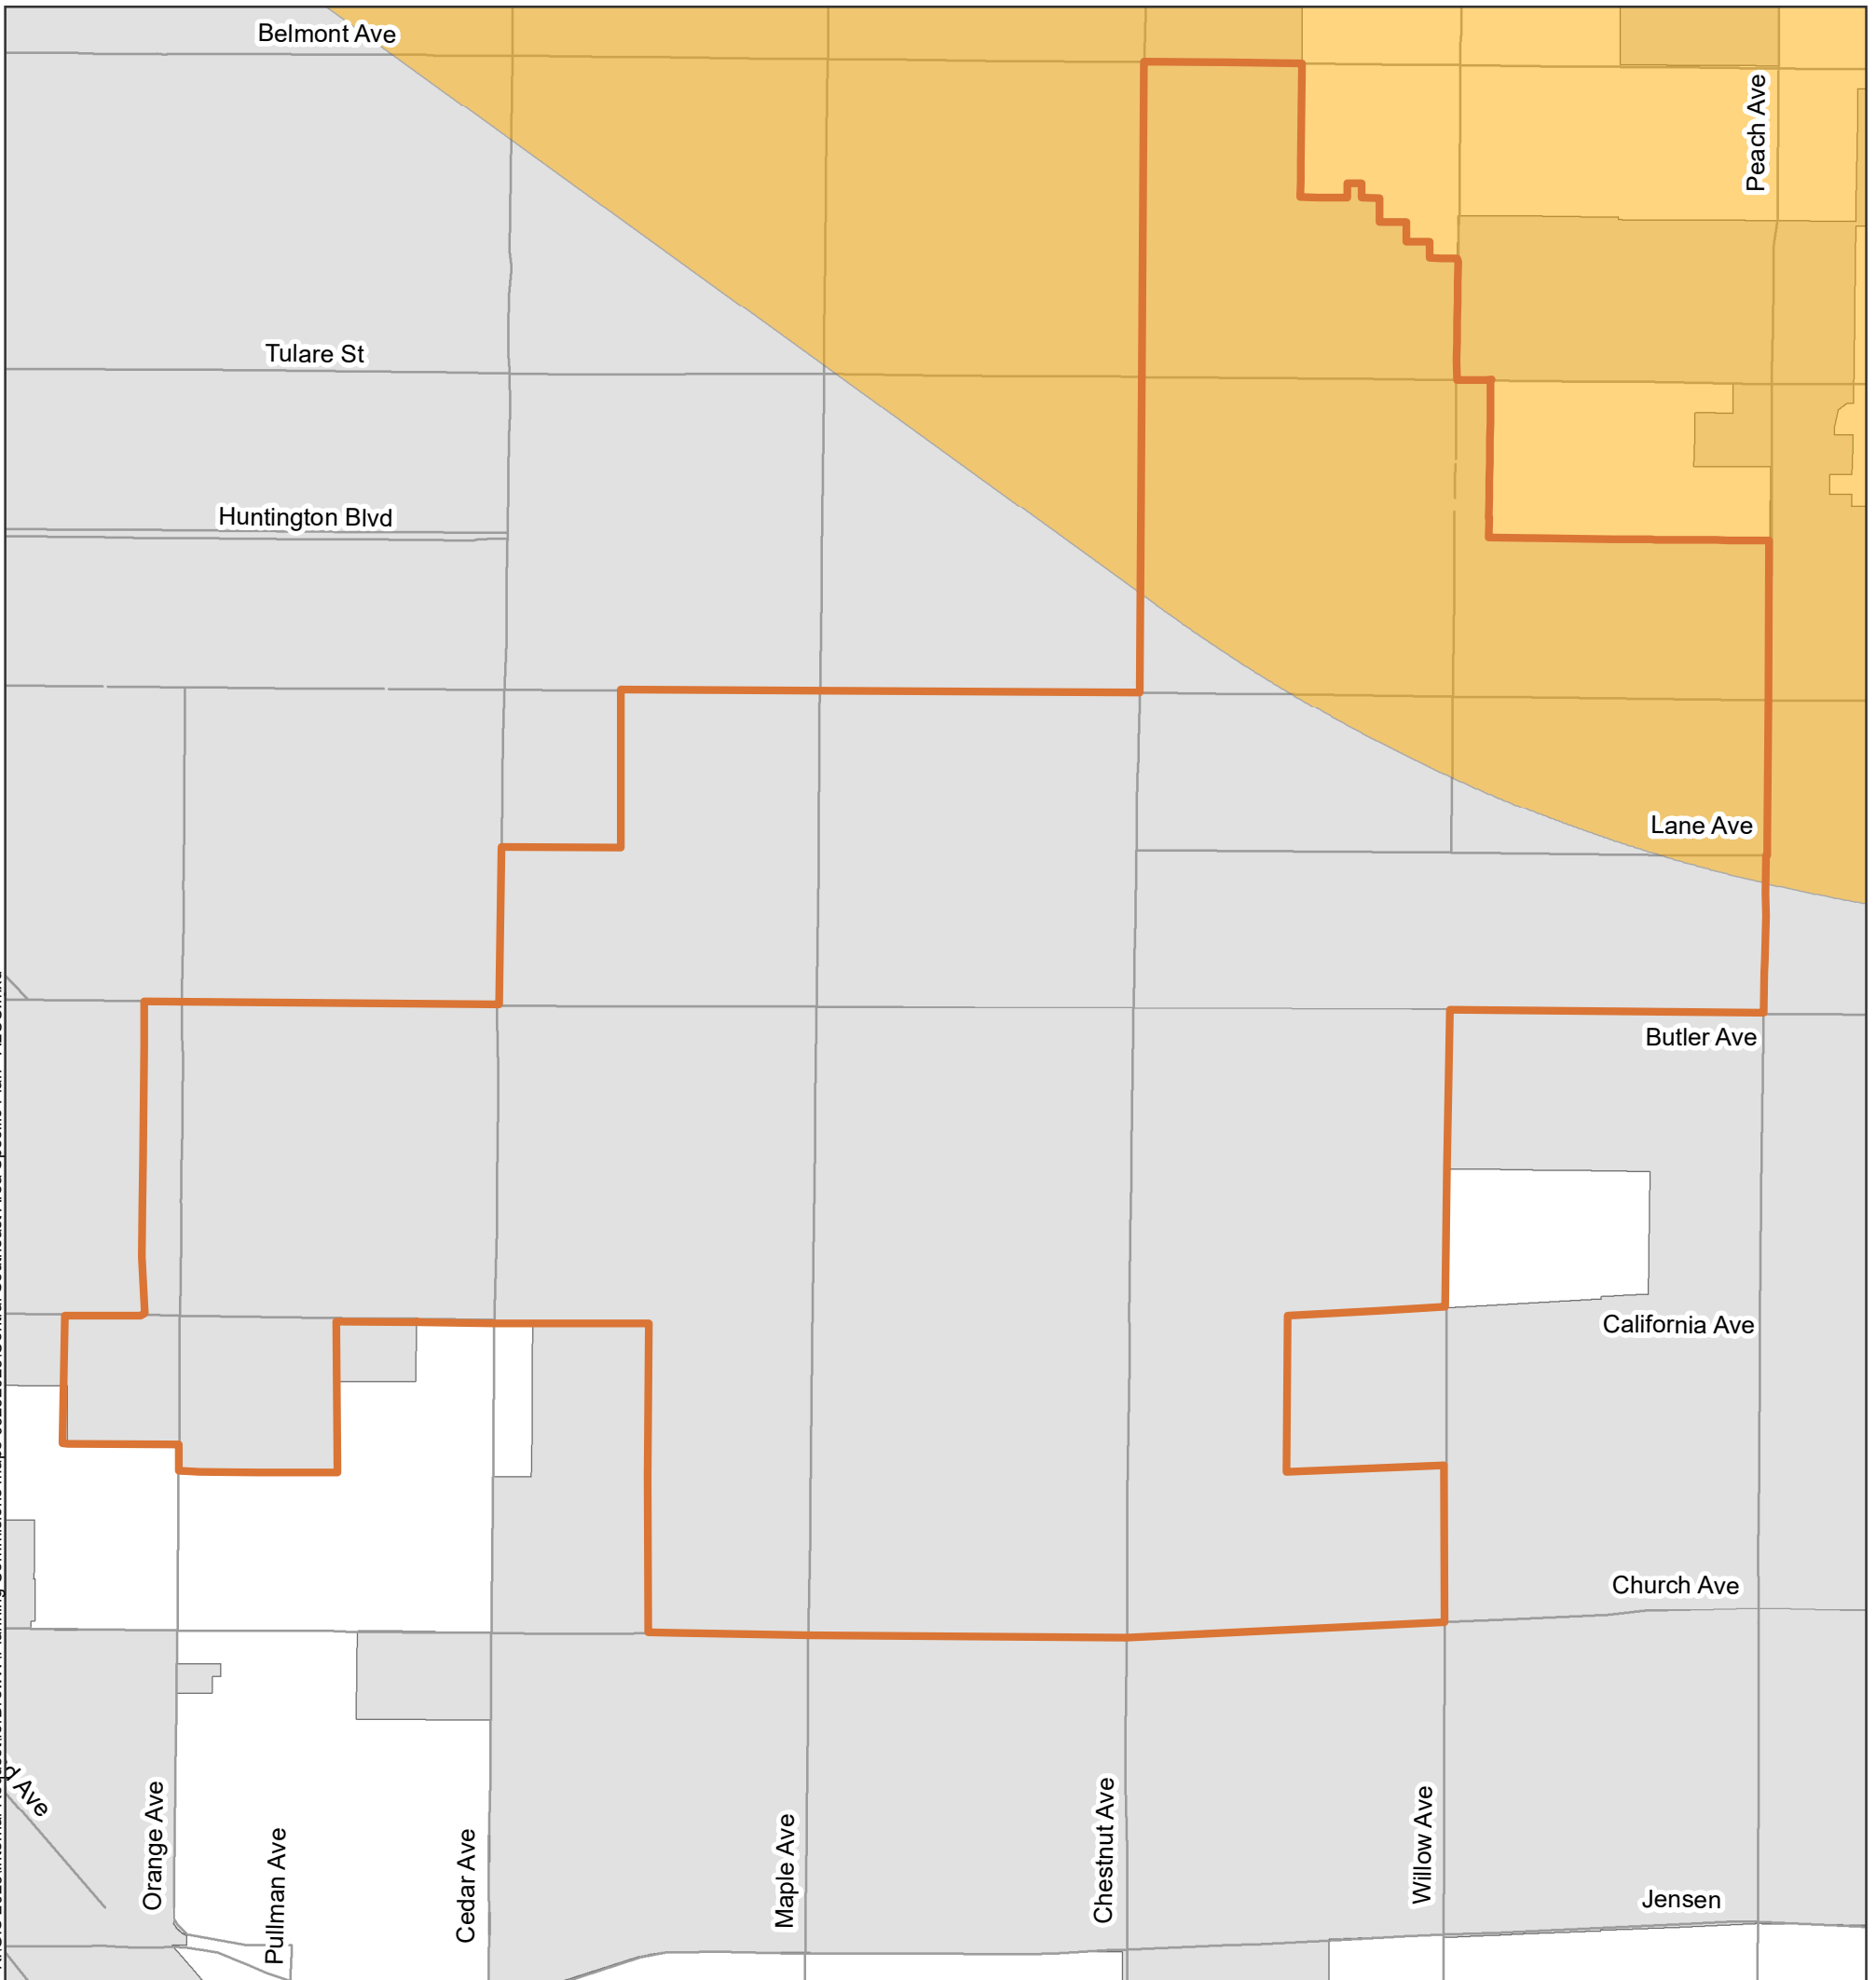 Belmont Ave
Peach Ave
Tulare St
Huntington Blvd
Lane Ave
Butler Ave
California Ave
Church Ave
Ave
Orange Ave
Pullman Ave
Cedar Ave
Maple Ave
Chestnut Ave
Willow Ave
Jensen